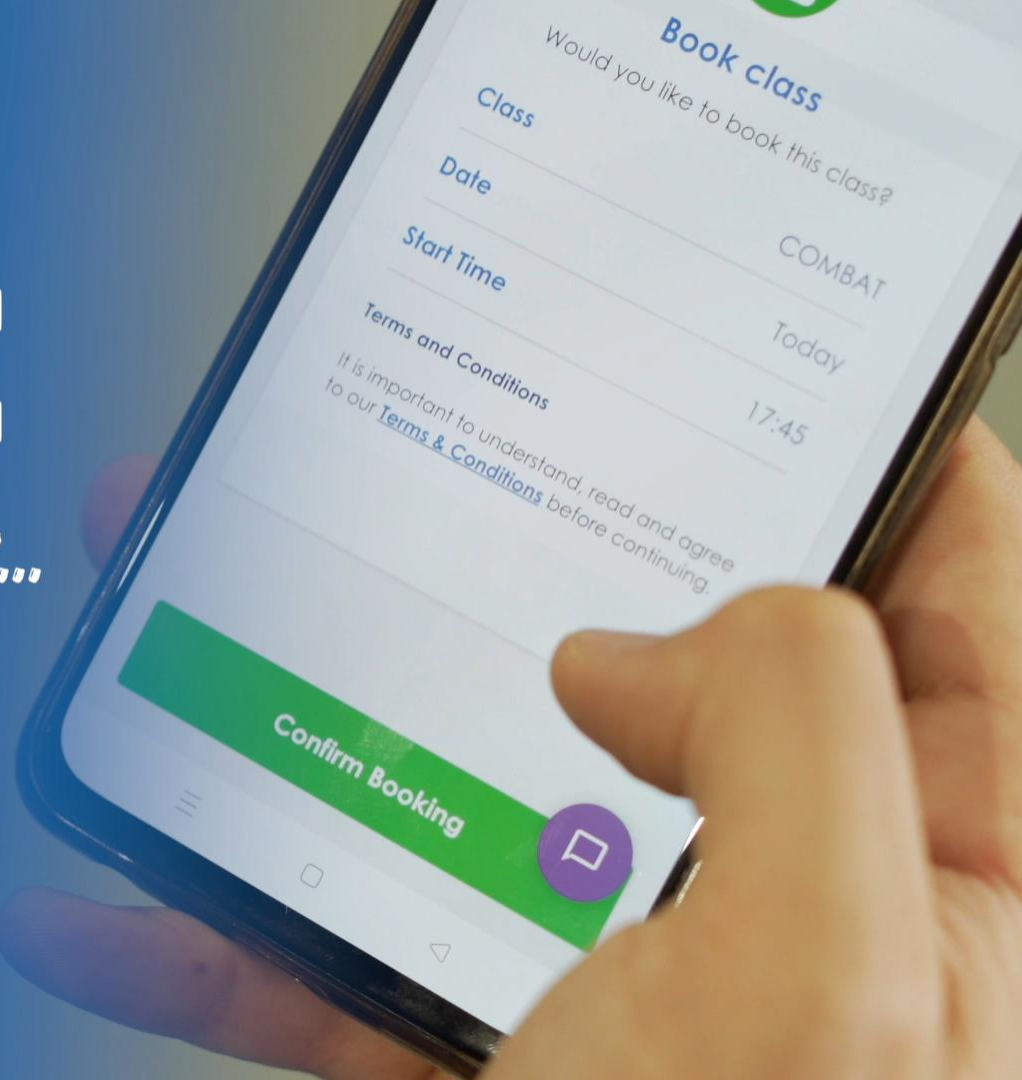 Book class
Would you like to book this class?
Class
COMBAT
Date
Today
Start Time
17:45
Terms and Conditions
It is important to understand, read and agree
to our Terms & Conditions before continuing.
Confirm Booking